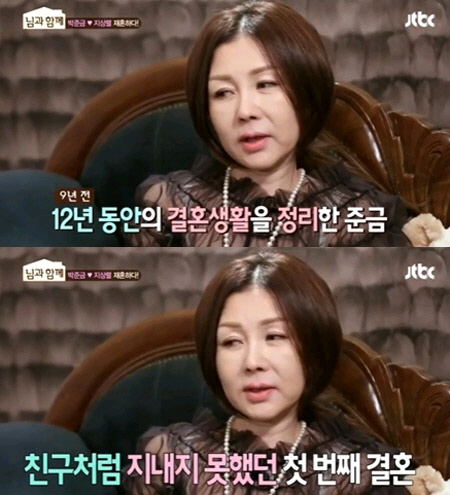 님과 함께
박준금♥지상렬 재혼하다!
jtbc
9년 전
12년 동안의 결혼생활을 정리한 준금
님과 함께
박준금♥지상렬 재혼하다!
jtbc
친구처럼 지내지 못했던 첫 번째 결혼